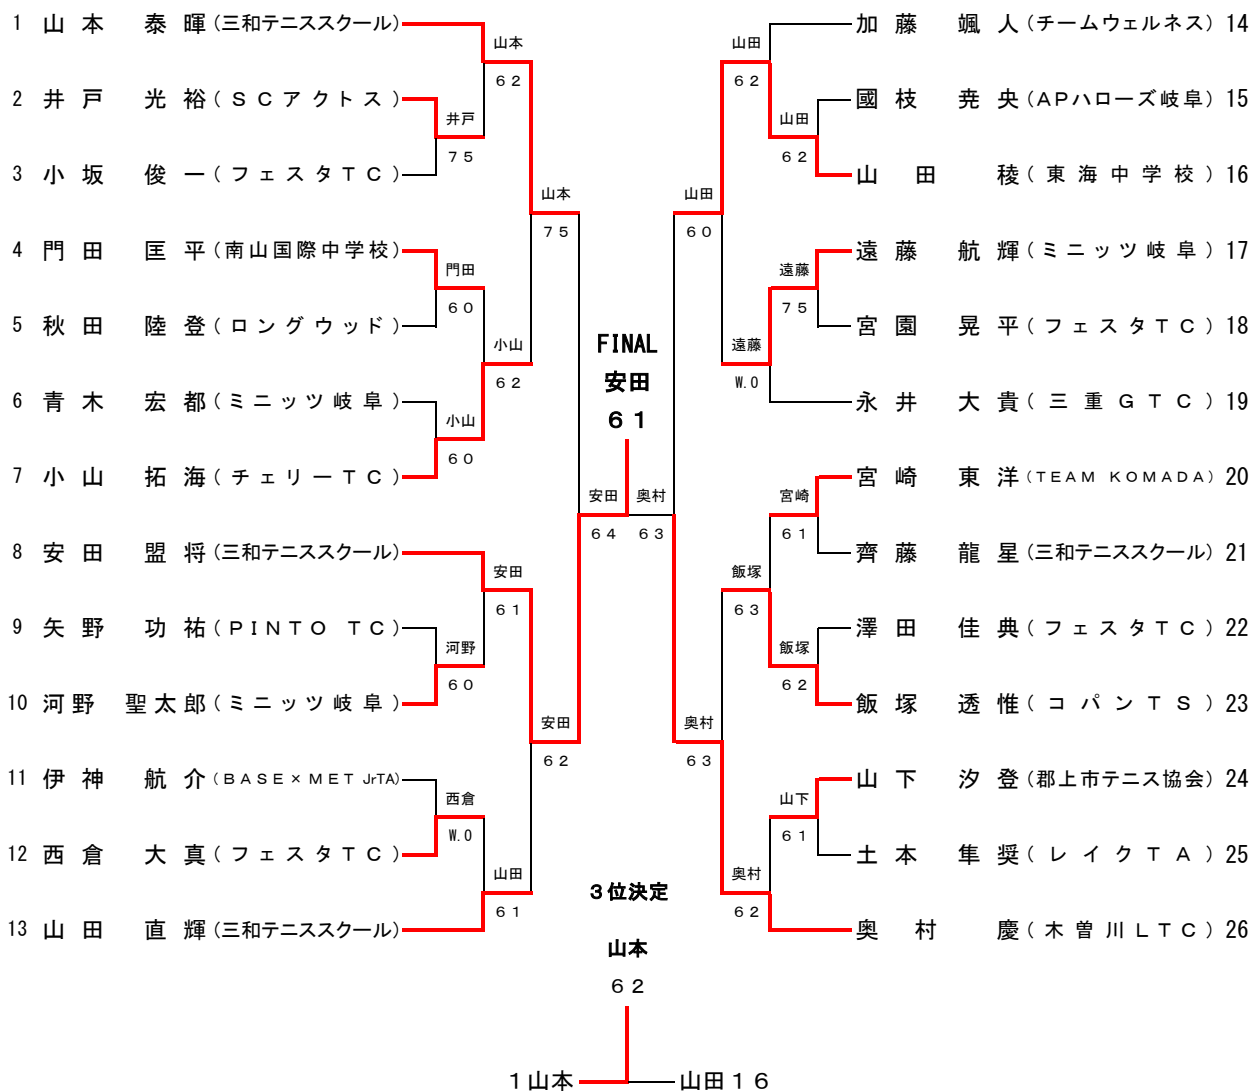 1 山本 泰暉 (三和テニススクール)
山本
62
2 井戸 光裕 (SCアクトス)
井戸
75
3 小坂 俊一 (フェスタTC)
山本
75
4 門田 匡平 (南山国際中学校)
門田
60
5 秋田 陸登 (ロングウッド)
小山
62
6 青木 宏都 (ミニッツ岐阜)
小山
60
7 小山 拓海 (チェリーTC)
安田
64
8 安田 盟将 (三和テニススクール)
安田
61
9 矢野 功祐 (PINTO TC)
河野
60
10 河野 聖太郎 (ミニッツ岐阜)
安田
62
11 伊神 航介 (BASE×MET JrTA)
西倉
W.O
12 西倉 大真 (フェスタTC)
山田
61
13 山田 直輝 (三和テニススクール)
FINAL
安田
61
加藤 颯人 (チームウェルネス) 14
山田
62
國枝 尭央 (APハローズ岐阜) 15
山田
62
山田 稜 (東海中学校) 16
山田
60
遠藤 航輝 (ミニッツ岐阜) 17
遠藤
75
宮園 晃平 (フェスタTC) 18
遠藤
W.O
永井 大貴 (三重GTC) 19
宮崎 東洋 (TEAM KOMADA) 20
宮崎
61
奥村
63
齊藤 龍星 (三和テニススクール) 21
飯塚
63
澤田 佳典 (フェスタTC) 22
飯塚
62
飯塚 透惟 (コパンTS) 23
奥村
63
山下 汐登 (郡上市テニス協会) 24
山下
61
土本 隼奨 (レイクTA) 25
奥村
62
奥村 慶 (木曽川LTC) 26
3位決定
山本
62
1山本 山田16